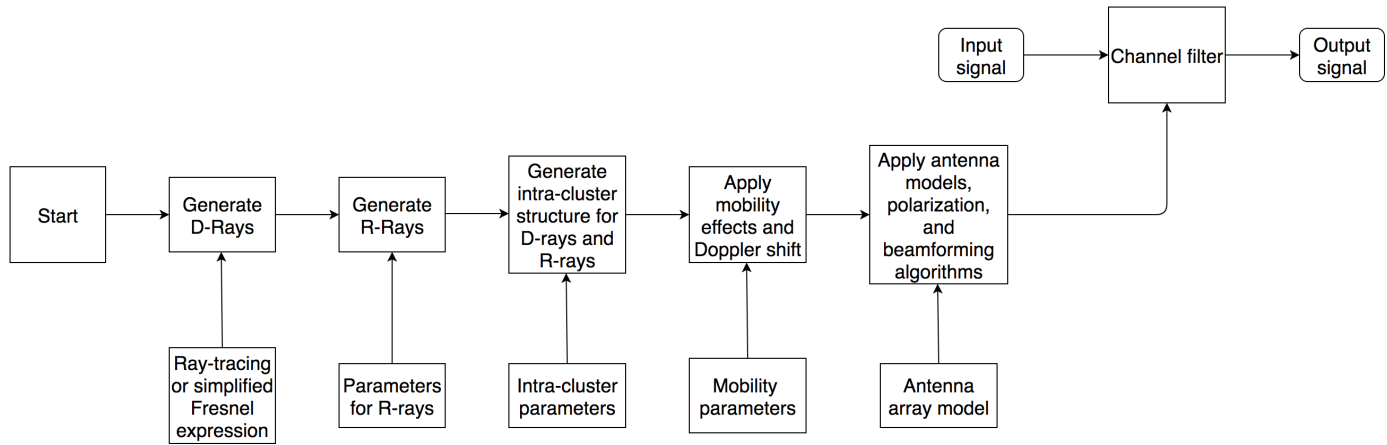 Input
signal
Channel filter
Output
signal
Start
Generate
D-Rays
Generate
R-Rays
Generate
intra-cluster
structure for
D-rays and
R-rays
Apply
mobility
effects and
Doppler shift
Apply antenna
models,
polarization,
and
beamforming
algorithms
Ray-tracing
or simplified
Fresnel
expression
Parameters
for R-rays
Intra-cluster
parameters
Mobility
parameters
Antenna
array model